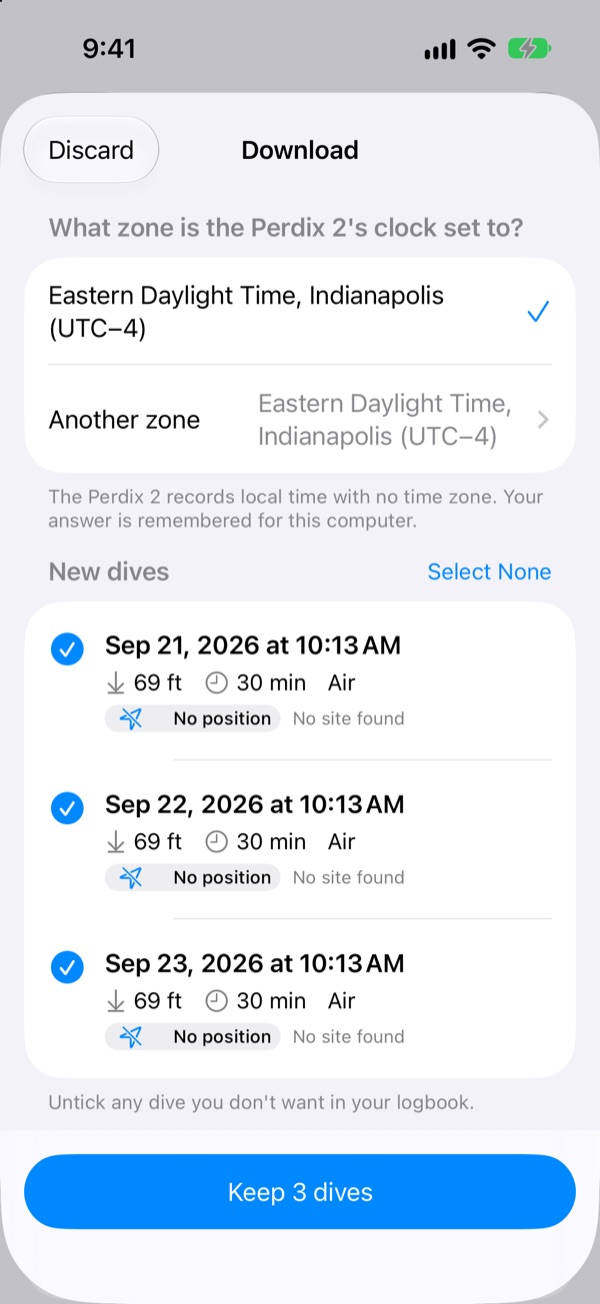 9:41
Discard
Download
What zone is the Perdix 2's clock set to?
Eastern Daylight Time, Indianapolis
(UTC−4)
Another zone
Eastern Daylight Time,
Indianapolis (UTC−4)
The Perdix 2 records local time with no time zone. Your
answer is remembered for this computer.
New dives
Select None
Sep 21, 2026 at 10:13 AM
69 ft 30 min Air
No position No site found
Sep 22, 2026 at 10:13 AM
69 ft 30 min Air
No position No site found
Sep 23, 2026 at 10:13 AM
69 ft 30 min Air
No position No site found
Untick any dive you don't want in your logbook.
Keep 3 dives